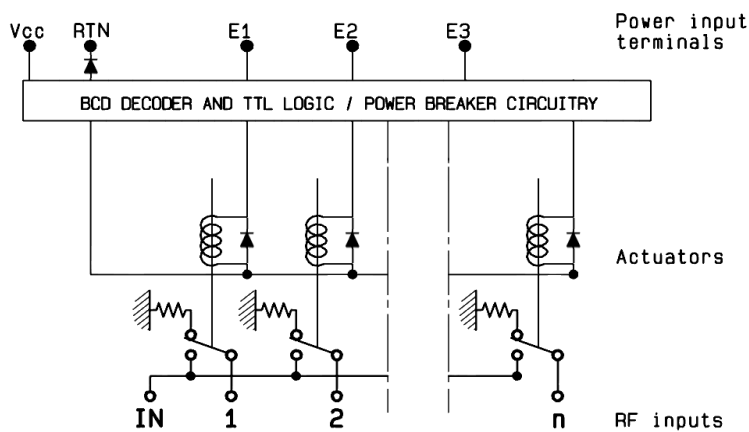 Vcc RTN E1 E2 E3 Power input
terminals
BCD DECODER AND TTL LOGIC / POWER BREAKER CIRCUITRY
Actuators
IN 1 2 n RF inputs